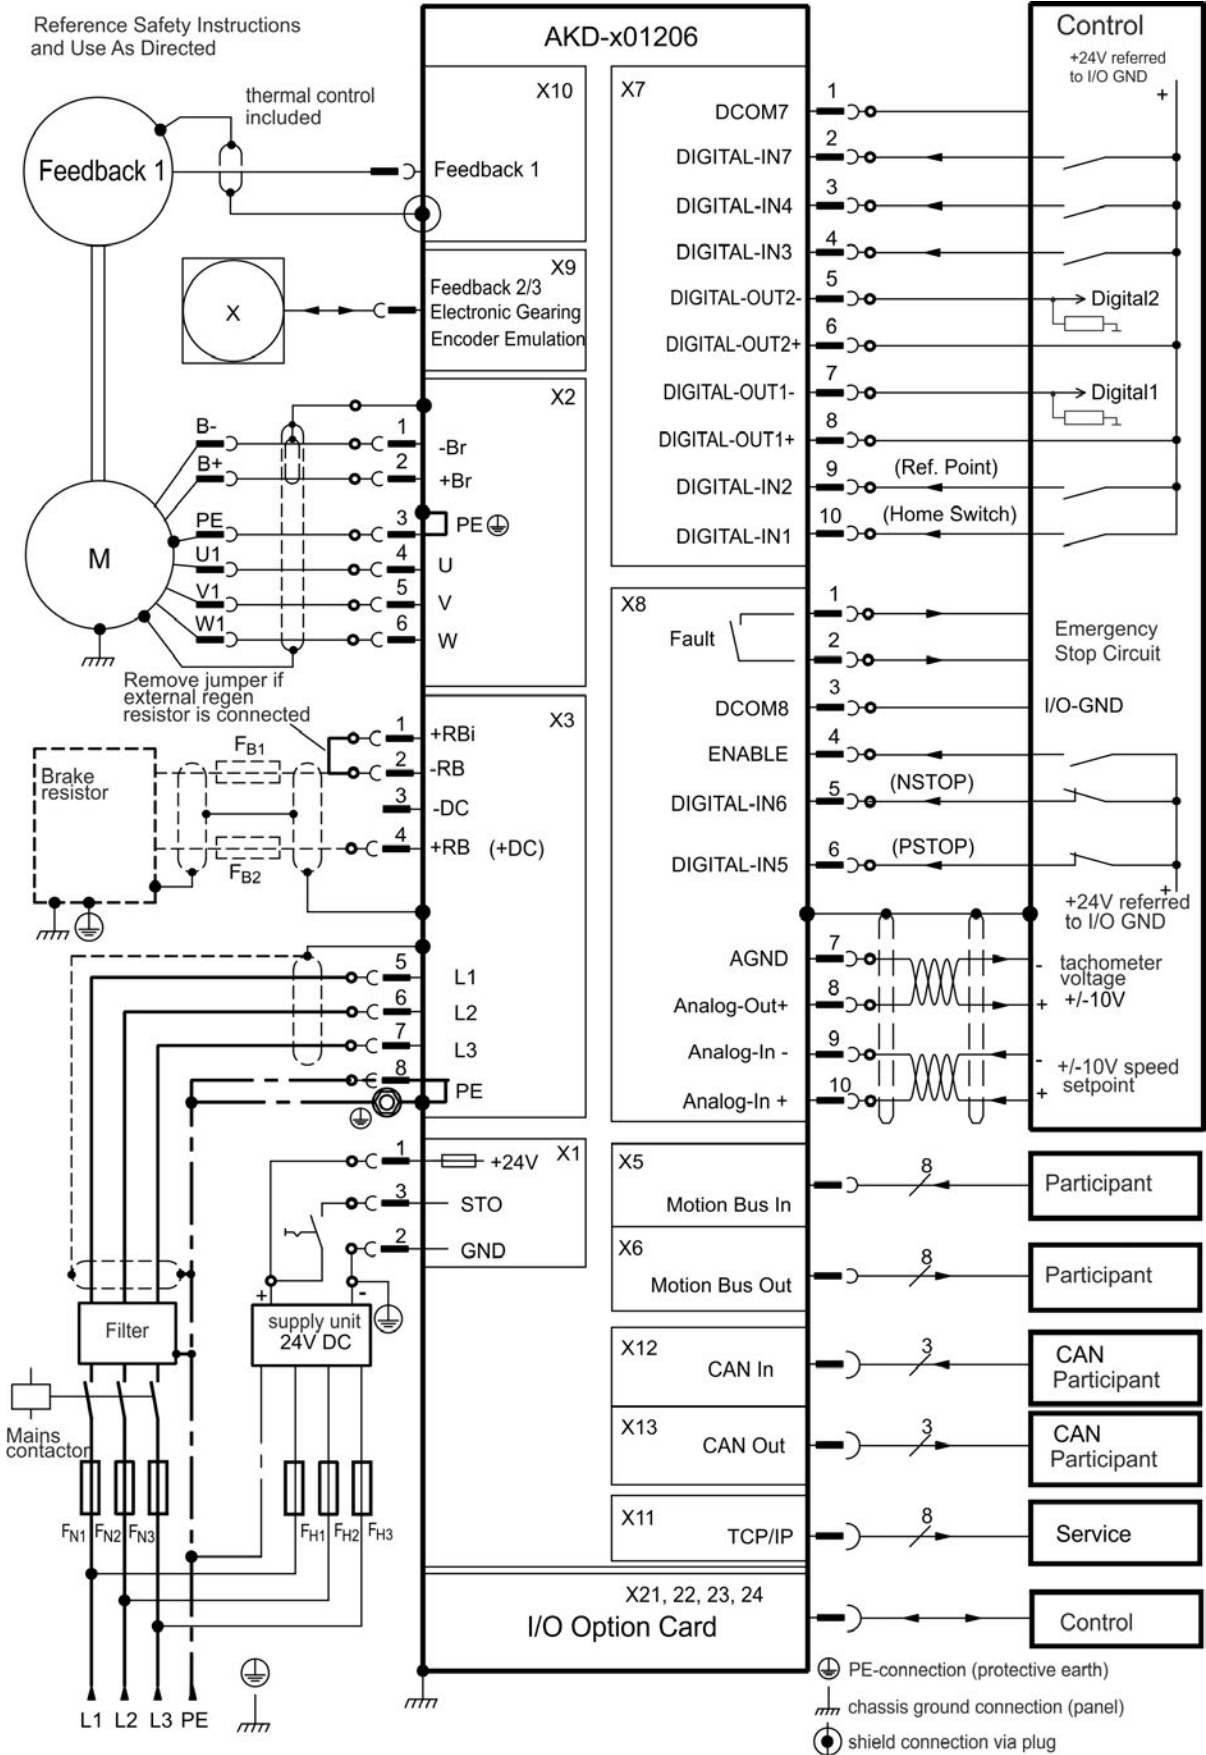 Reference Safety Instructions
and Use As Directed
AKD-x01206
Control
+24V referred
to I/O GND
+
thermal control
included
Feedback 1
X10
Feedback 1
X9
Feedback 2/3
Electronic Gearing
Encoder Emulation
X
X2
B-
1
-Br
B+
2
+Br
PE
3
PE
U1
4
U
V1
5
V
W1
6
W
M
Remove jumper if
external regen
resistor is connected
X3
1
+RBi
FB1
2
-RB
Brake
resistor
3
-DC
4
+RB (+DC)
FB2
5
L1
6
L2
7
L3
8
PE
X1
1
+24V
3
STO
2
GND
+
-
supply unit
24V DC
Filter
Mains
contactor
FN1 FN2 FN3
FH1 FH2 FH3
L1 L2 L3 PE
X7
DCOM7
1
DIGITAL-IN7
2
DIGITAL-IN4
3
DIGITAL-IN3
4
DIGITAL-OUT2-
5
Digital2
DIGITAL-OUT2+
6
DIGITAL-OUT1-
7
Digital1
DIGITAL-OUT1+
8
DIGITAL-IN2
9
(Ref. Point)
DIGITAL-IN1
10
(Home Switch)
X8
Fault
1
2
Emergency
Stop Circuit
DCOM8
3
I/O-GND
ENABLE
4
DIGITAL-IN6
5
(NSTOP)
DIGITAL-IN5
6
(PSTOP)
+
+24V referred
to I/O GND
AGND
7
-
tachometer
voltage
+/-10V
Analog-Out+
8
+
Analog-In -
9
-
+/-10V speed
setpoint
Analog-In +
10
+
X5
Motion Bus In
8
Participant
X6
Motion Bus Out
8
Participant
X12
CAN In
3
CAN
Participant
X13
CAN Out
3
CAN
Participant
X11
TCP/IP
8
Service
X21, 22, 23, 24
I/O Option Card
Control
PE-connection (protective earth)
chassis ground connection (panel)
shield connection via plug